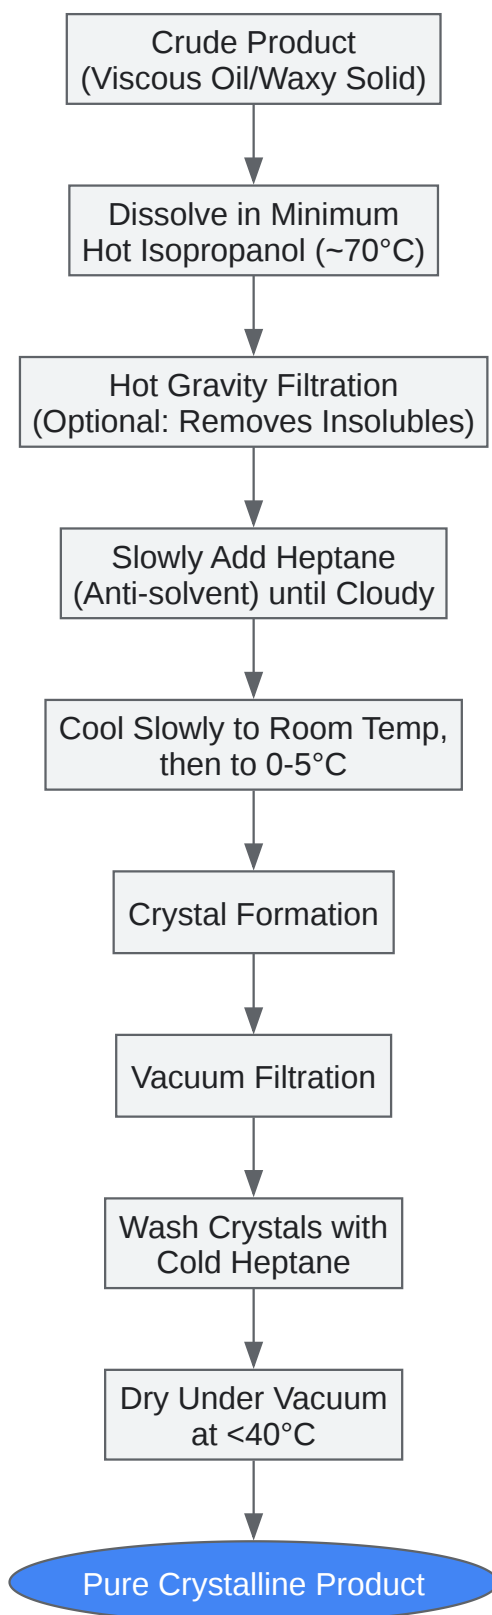 Crude Product
(Viscous Oil/Waxy Solid)
Dissolve in Minimum
Hot Isopropanol (~70°C)
Hot Gravity Filtration
(Optional: Removes Insolubles)
Slowly Add Heptane
(Anti-solvent) until Cloudy
Cool Slowly to Room Temp,
then to 0-5°C
Crystal Formation
Vacuum Filtration
Wash Crystals with
Cold Heptane
Dry Under Vacuum
at <40°C
Pure Crystalline Product